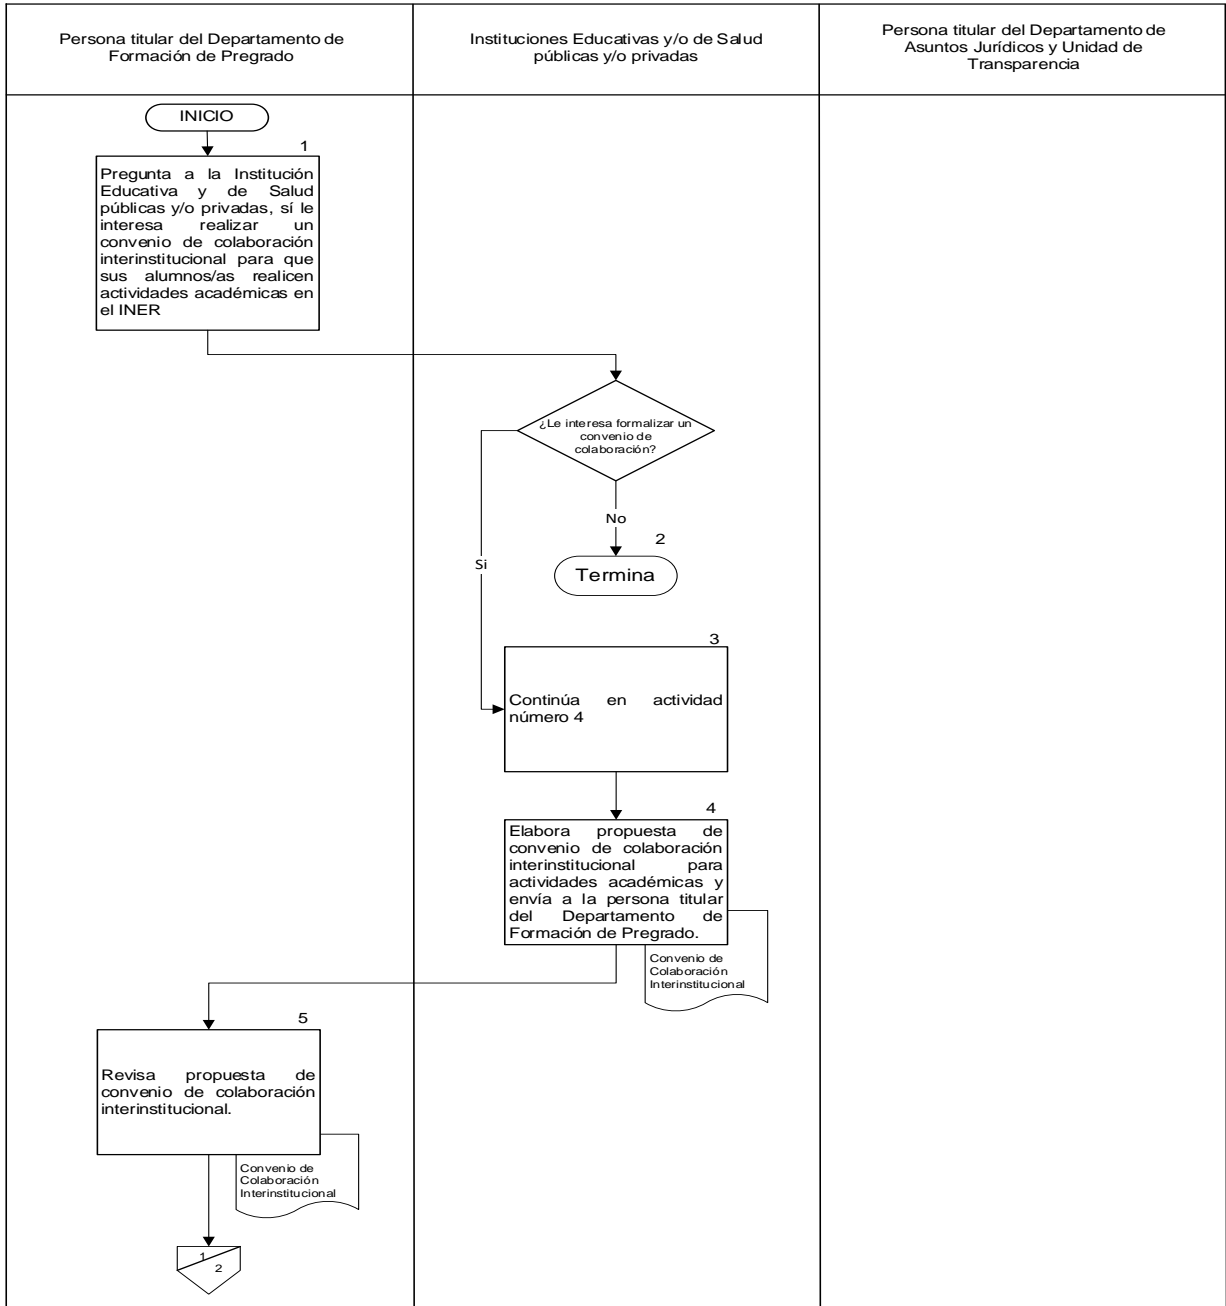 Persona titular del Departamento de
Formación de Pregrado
Instituciones Educativas y/o de Salud
públicas y/o privadas
Persona titular del Departamento de
Asuntos Jurídicos y Unidad de
Transparencia
INICIO
1
Pregunta a la Institución
Educativa y de Salud
públicas y/o privadas, sí le
interesa realizar un
convenio de colaboración
interinstitucional para que
sus alumnos/as realicen
actividades académicas en
el INER
¿Le interesa formalizar un
convenio de
colaboración?
No
2
Termina
Si
3
Continúa en actividad
número 4
4
Elabora propuesta de
convenio de colaboración
interinstitucional para
actividades académicas y
envía a la persona titular
del Departamento de
Formación de Pregrado.
Convenio de
Colaboración
Interinstitucional
5
Revisa propuesta de
convenio de colaboración
interinstitucional.
Convenio de
Colaboración
Interinstitucional
1
2